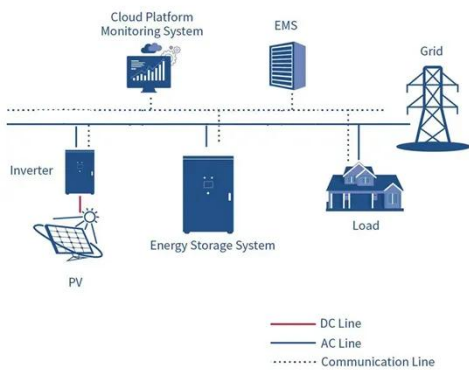 Cloud Platform
Monitoring System
EMS
Grid
Inverter
Energy Storage System
Load
PV
DC Line
AC Line
Communication Line